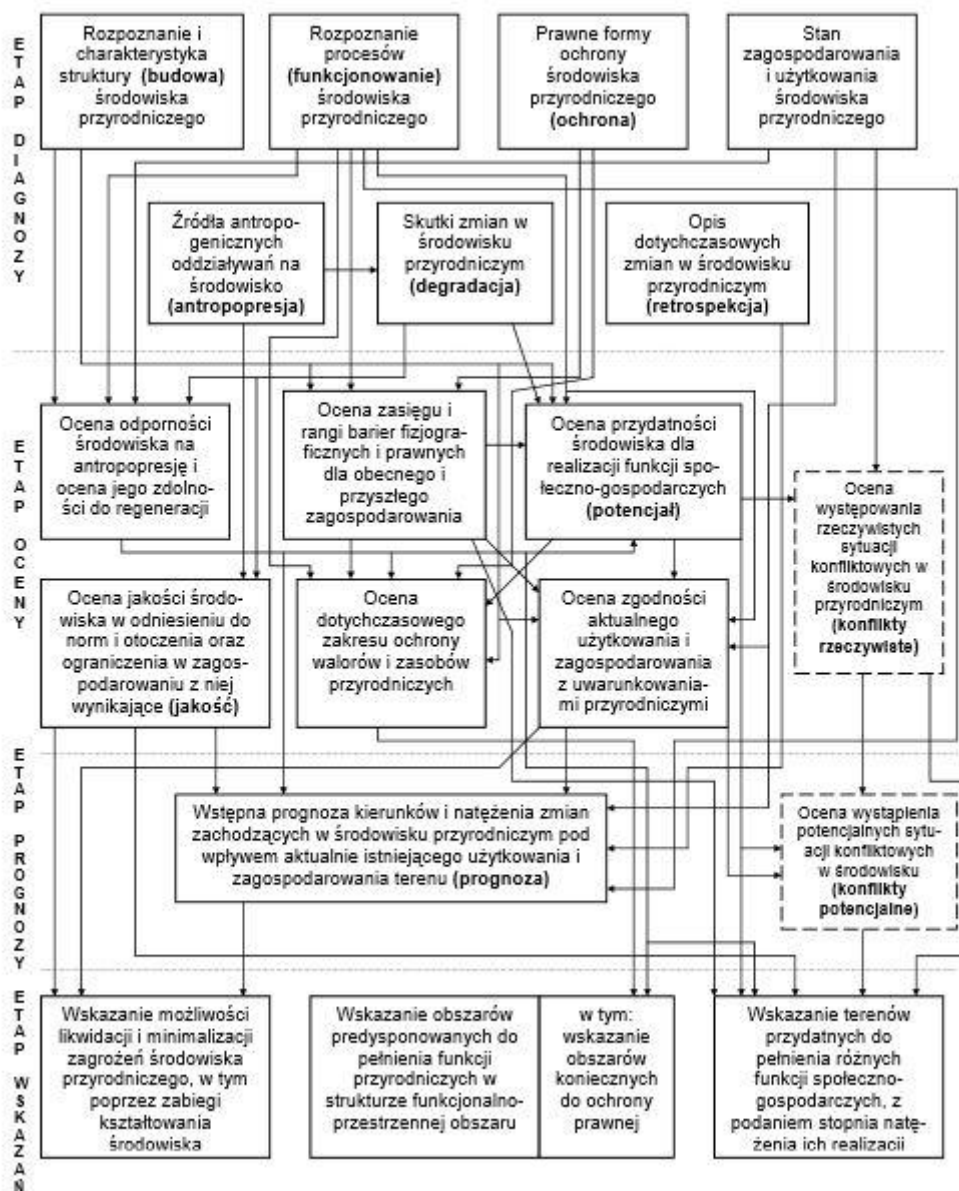 ETAP DIAGNOZY
Rozpoznanie i
charakterystyka
struktury (budowa)
środowiska
przyrodniczego
Rozpoznanie
procesów
(funkcjonowanie)
środowiska
przyrodniczego
Prawne formy
ochrony
środowiska
przyrodniczego
(ochrona)
Stan
zagospodarowania
i użytkowania
środowiska
przyrodniczego
Źródła antropo-
genicznych
oddziaływań na
środowisko
(antropopresja)
Skutki zmian w
środowisku
przyrodniczym
(degradacja)
Opis
dotychczasowych
zmian w środowisku
przyrodniczym
(retrospekcja)
ETAP OCENY
Ocena odporności
środowiska na
antropopresję i
ocena jego zdolno-
ści do regeneracji
Ocena zasięgu i
rangi barier fizjogra-
ficznych i prawnych
dla obecnego i
przyszłego
zagospodarowania
Ocena przydatności
środowiska dla
realizacji funkcji spo-
łeczno-gospodarczych
(potencjał)
Ocena
występowania
rzeczywistych
sytuacji
konfliktowych w
środowisku
przyrodniczym
(konflikty
rzeczywiste)
Ocena jakości środo-
wiska w odniesieniu do
norm i otoczenia oraz
ograniczenia w zagos-
podarowaniu z niej
wynikające (jakość)
Ocena
dotychczasowego
zakresu ochrony
walorów i zasobów
przyrodniczych
Ocena zgodności
aktualnego
użytkowania i
zagospodarowania
z uwarunkowania-
mi przyrodniczymi
ETAP PROGNOZY
Wstępna prognoza kierunków i natężenia zmian
zachodzących w środowisku przyrodniczym pod
wpływem aktualnie istniejącego użytkowania i
zagospodarowania terenu (prognoza)
Ocena wystąpienia
potencjalnych sytu-
acji konfliktowych
w środowisku
(konflikty
potencjalne)
ETAP WSKAZAŃ
Wskazanie możliwości
likwidacji i minimalizacji
zagrożeń środowiska
przyrodniczego, w tym
poprzez zabiegi
kształtowania
środowiska
Wskazanie obszarów
predysponowanych do
pełnienia funkcji
przyrodniczych w
strukturze funkcjonalno-
przestrzennej obszaru
w tym:
wskazanie
obszarów
koniecznych
do ochrony
prawnej
Wskazanie terenów
przydatnych do
pełnienia różnych
funkcji społeczno-
gospodarczych, z
podaniem stopnia natę-
żenia ich realizacji